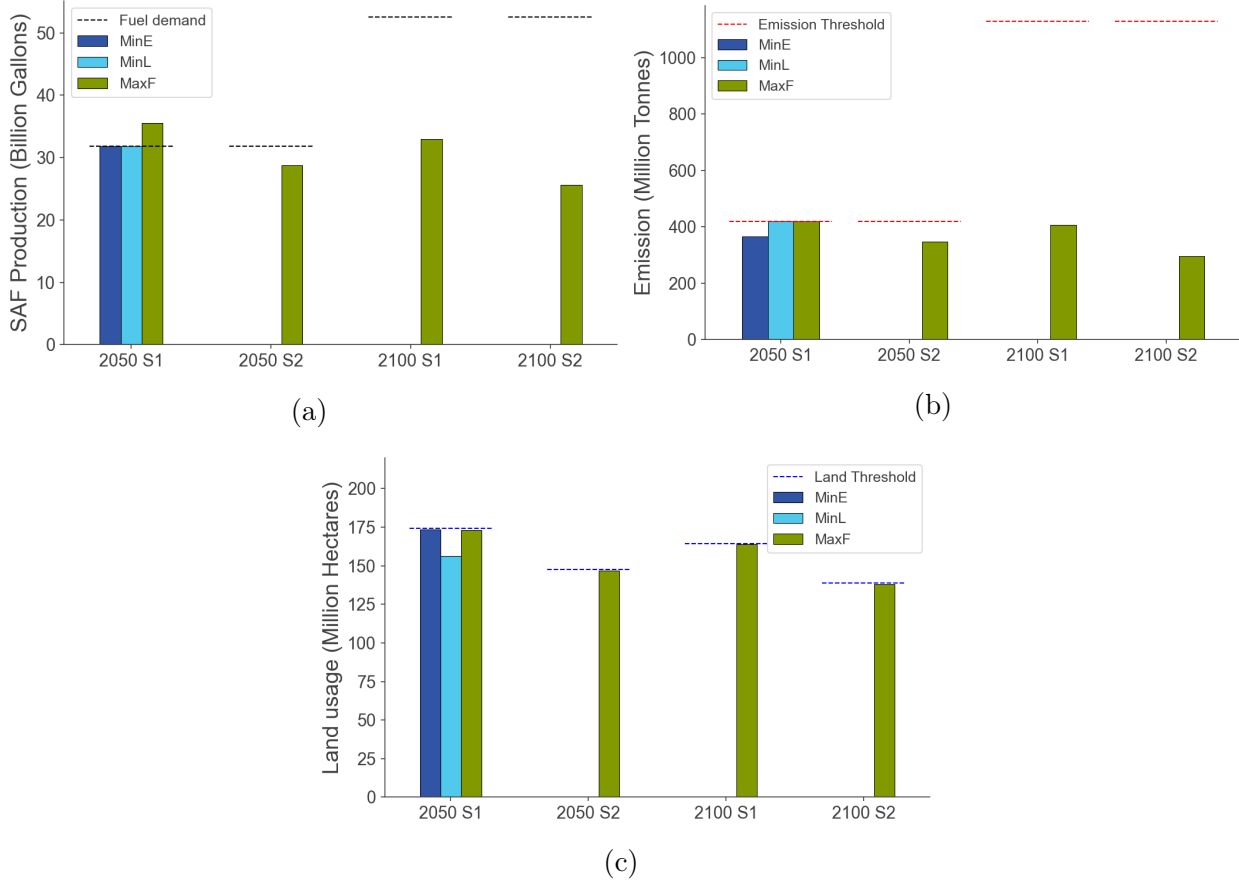 SAF Production (Billion Gallons)
50
40
30
20
10
0
Fuel demand
MinE
MinL
MaxF
2050 S1
2050 S2
2100 S1
2100 S2
(a)
Emission (Million Tonnes)
1000
800
600
400
200
0
Emission Threshold
MinE
MinL
MaxF
2050 S1
2050 S2
2100 S1
2100 S2
(b)
Land usage (Million Hectares)
200
175
150
125
100
75
50
25
0
Land Threshold
MinE
MinL
MaxF
2050 S1
2050 S2
2100 S1
2100 S2
(c)